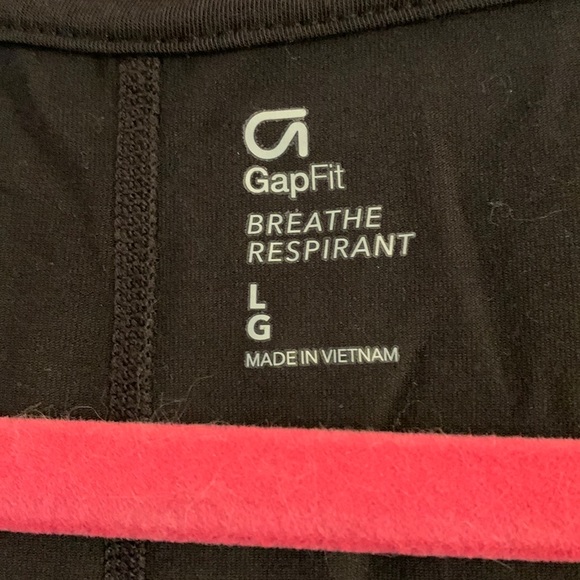 GapFit
BREATHE
RESPIRANT
L
G
MADE IN VIETNAM